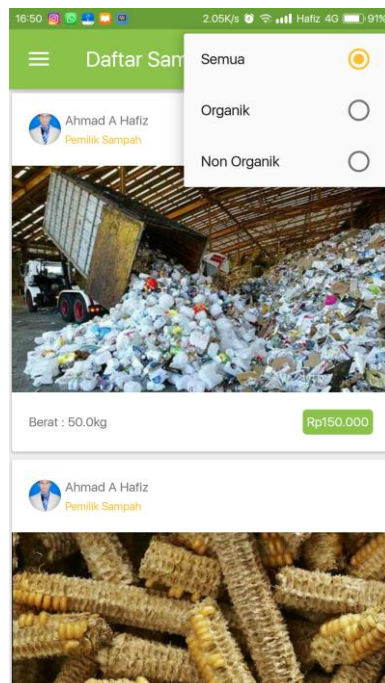 16:50 2.05K/s Hafiz 4G 91%
Daftar Sam
Semua
Organik
Non Organik
Ahmad A Hafiz
Pemilik Sampah
Berat : 50.0kg
Rp150.000
Ahmad A Hafiz
Pemilik Sampah